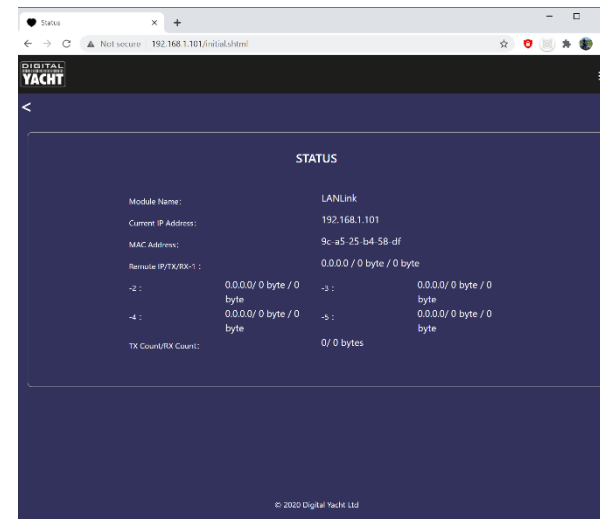 Status
Not secure 192.168.1.101/initial.shtml
DIGITAL
YACHT
<
STATUS
Module Name: LANLink
Current IP Address: 192.168.1.101
MAC Address: 9c-a5-25-b4-58-df
Remote IP/TX/RX-1 : 0.0.0.0 / 0 byte / 0 byte
-2 : 0.0.0.0/ 0 byte / 0 byte -3 : 0.0.0.0/ 0 byte / 0 byte
-4 : 0.0.0.0/ 0 byte / 0 byte -5 : 0.0.0.0/ 0 byte / 0 byte
TX Count/RX Count: 0/ 0 bytes
© 2020 Digital Yacht Ltd